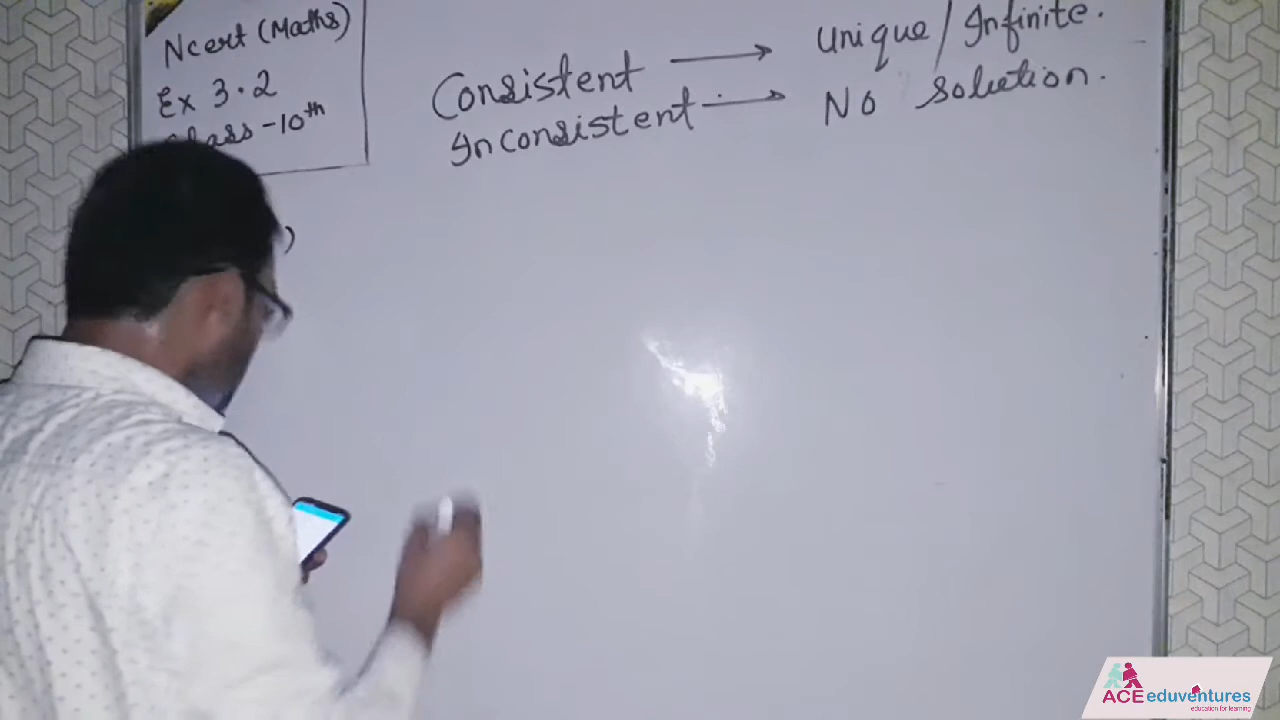 Ncert (Maths)
Ex 3.2
Class - 10th
Consistent → Unique / Infinite.
Inconsistent → No solution.
)
ACEeduventures
education for learning